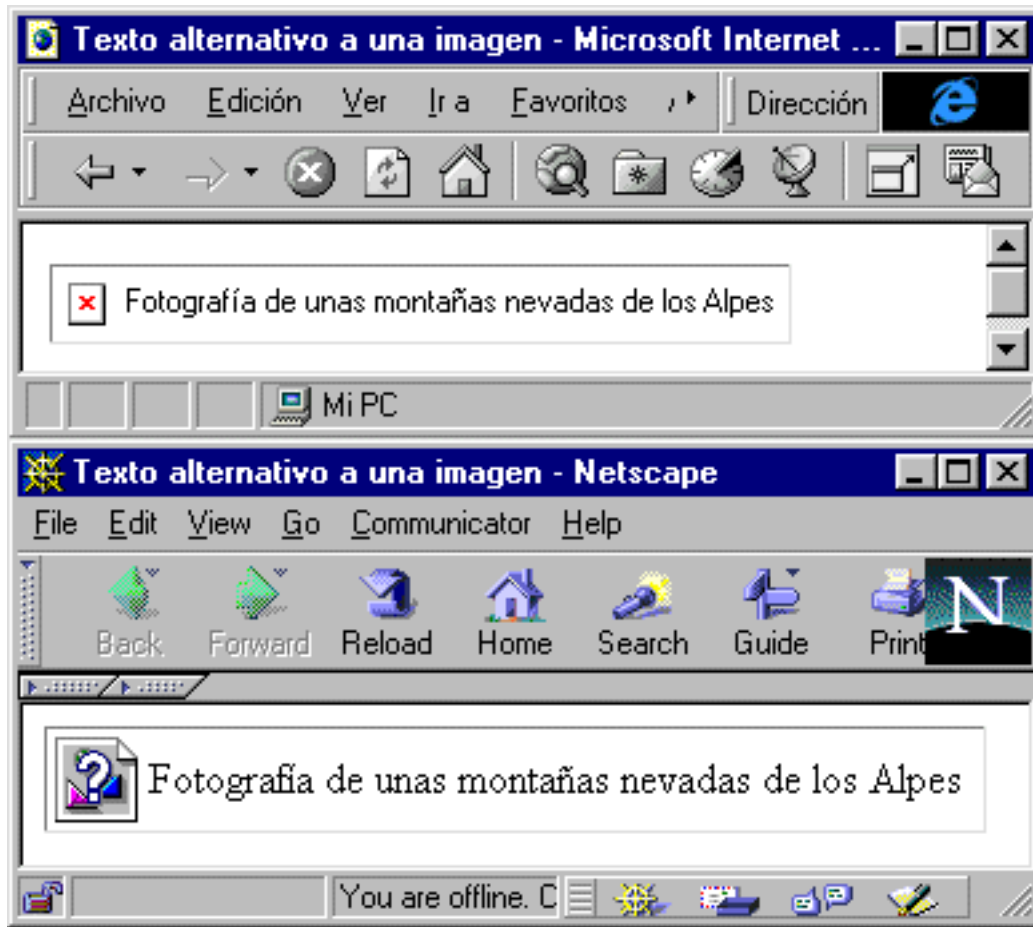 Texto alternativo a una imagen - Microsoft Internet ...
Archivo Edición Ver Ir a Favoritos Dirección
Fotografía de unas montañas nevadas de los Alpes
Mi PC
Texto alternativo a una imagen - Netscape
File Edit View Go Communicator Help
N
Back Forward Reload Home Search Guide Print
Fotografía de unas montañas nevadas de los Alpes
You are offline. C